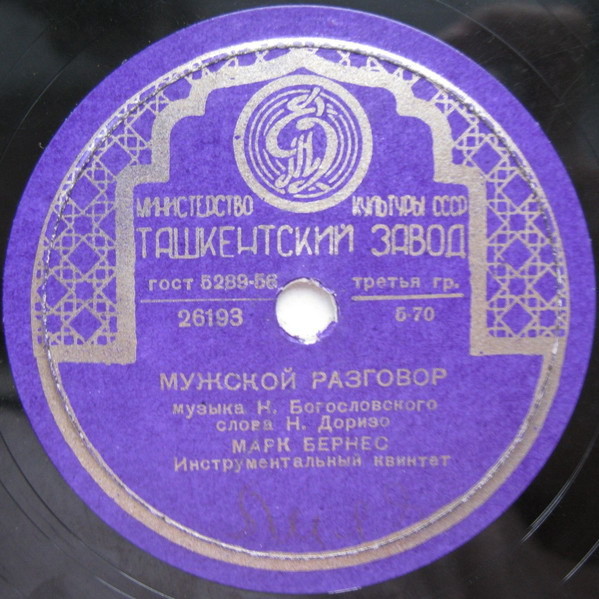 МИНИСТЕРСТВО КУЛЬТУРЫ СССР
ТАШКЕНТСКИЙ ЗАВОД
гост 5289-56 третья гр.
26193 б-70
МУЖСКОЙ РАЗГОВОР
музыка Н. Богословского
слова Н. Доризо
МАРК БЕРНЕС
Инструментальный квинтет